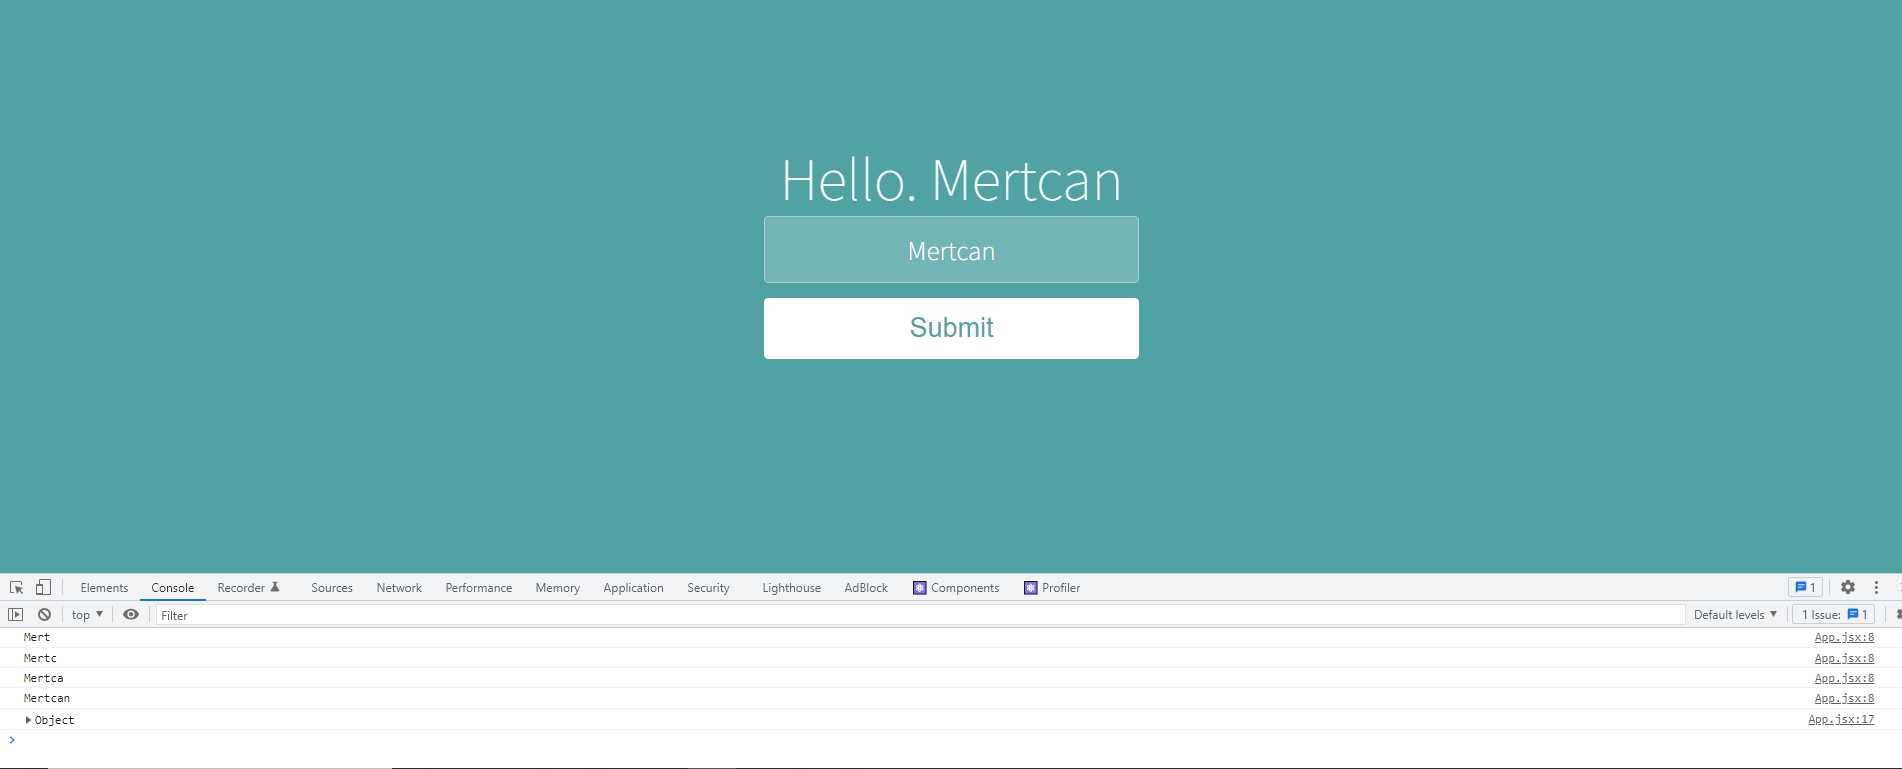 Hello. Mertcan
Mertcan
Submit
Elements Console Recorder Sources Network Performance Memory Application Security Lighthouse AdBlock Components Profiler 1
top Filter Default levels 1 Issue: 1
Mert App.jsx:8
Mertc App.jsx:8
Mertca App.jsx:8
Mertcan App.jsx:8
Object App.jsx:17